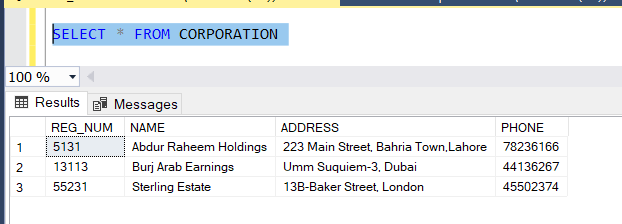 SELECT * FROM CORPORATION
100 %
Results Messages
REG_NUM NAME ADDRESS PHONE
1 5131 Abdur Raheem Holdings 223 Main Street, Bahria Town,Lahore 78236166
2 13113 Burj Arab Earnings Umm Suquiem-3, Dubai 44136267
3 55231 Sterling Estate 13B-Baker Street, London 45502374